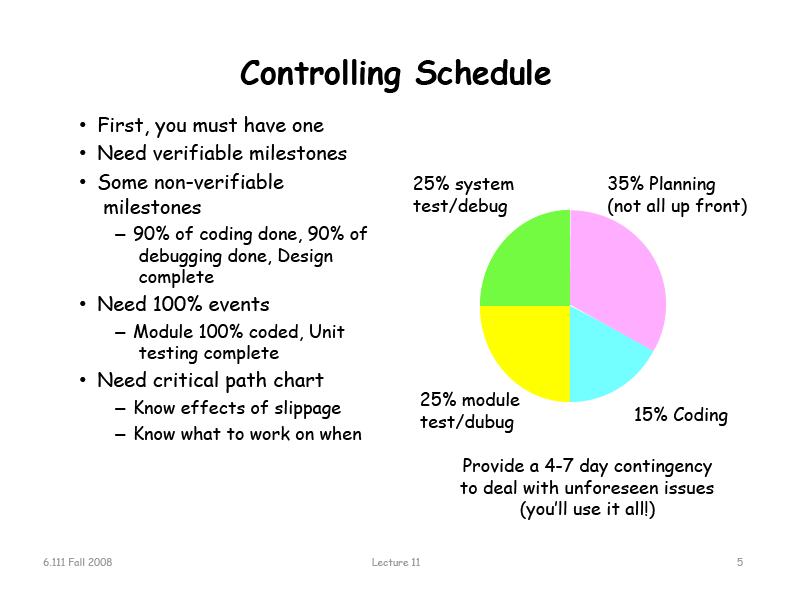 Controlling Schedule
• First, you must have one
• Need verifiable milestones
• Some non-verifiable
milestones
– 90% of coding done, 90% of
debugging done, Design
complete
• Need 100% events
– Module 100% coded, Unit
testing complete
• Need critical path chart
– Know effects of slippage
– Know what to work on when
25% system
test/debug
35% Planning
(not all up front)
25% module
test/dubug
15% Coding
Provide a 4-7 day contingency
to deal with unforeseen issues
(you’ll use it all!)
6.111 Fall 2008
Lecture 11
5